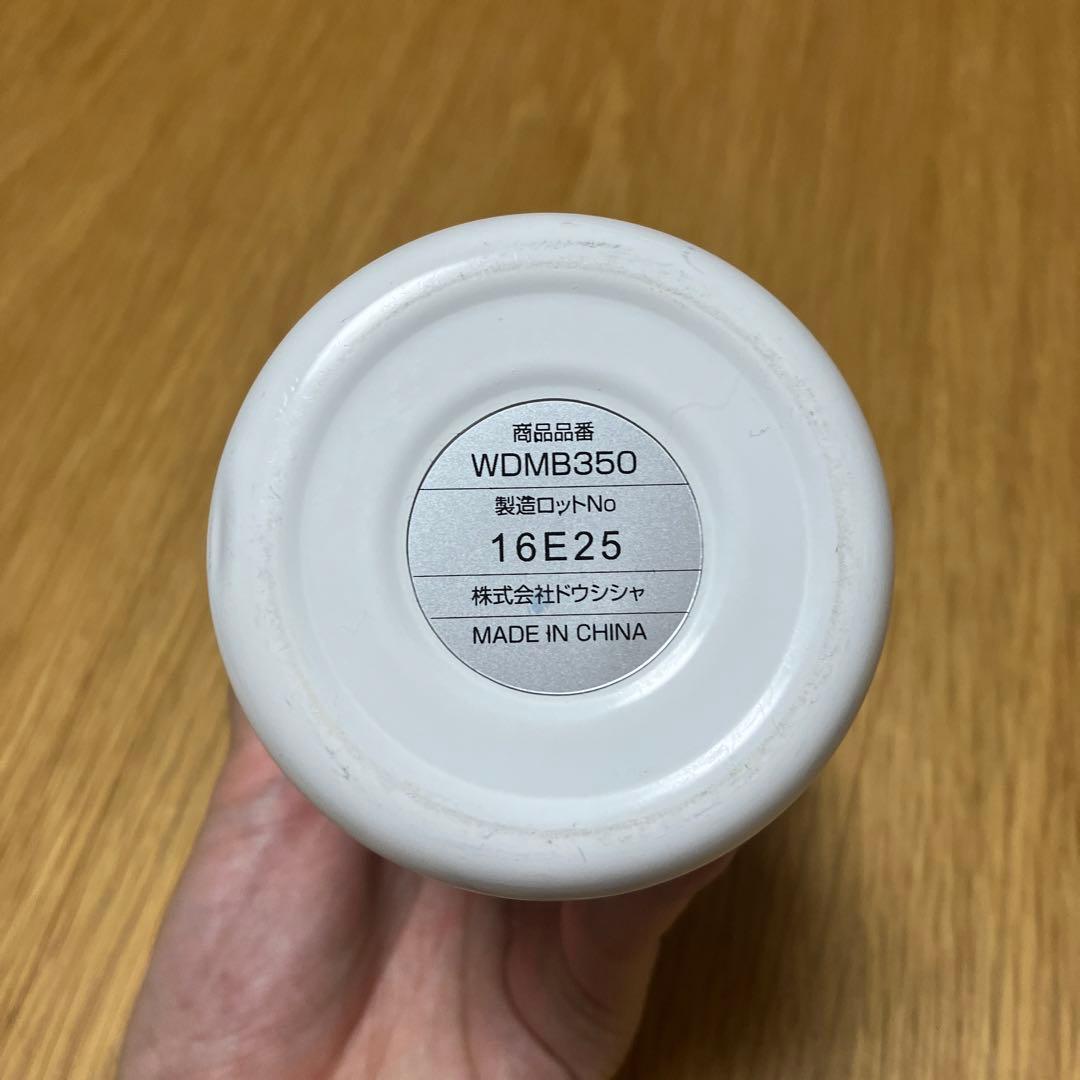 商品品番
WDMB350
製造ロットNo
16E25
株式会社ドウシシャ
MADE IN CHINA